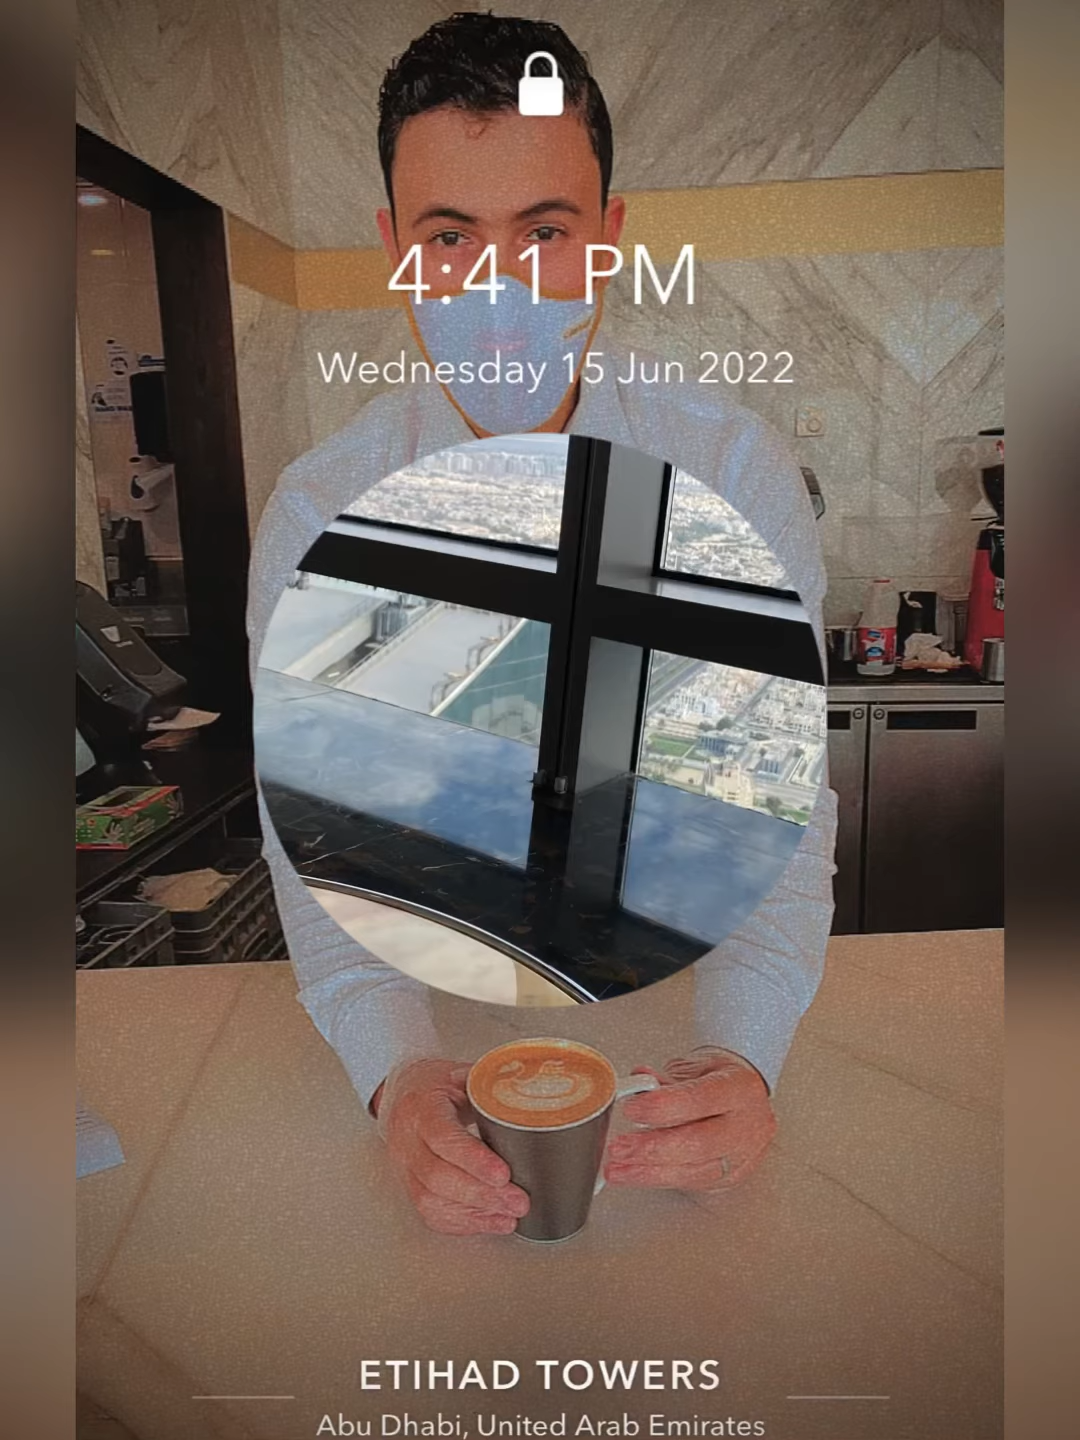 4:41 PM
Wednesday 15 Jun 2022
ETIHAD TOWERS
Abu Dhabi, United Arab Emirates